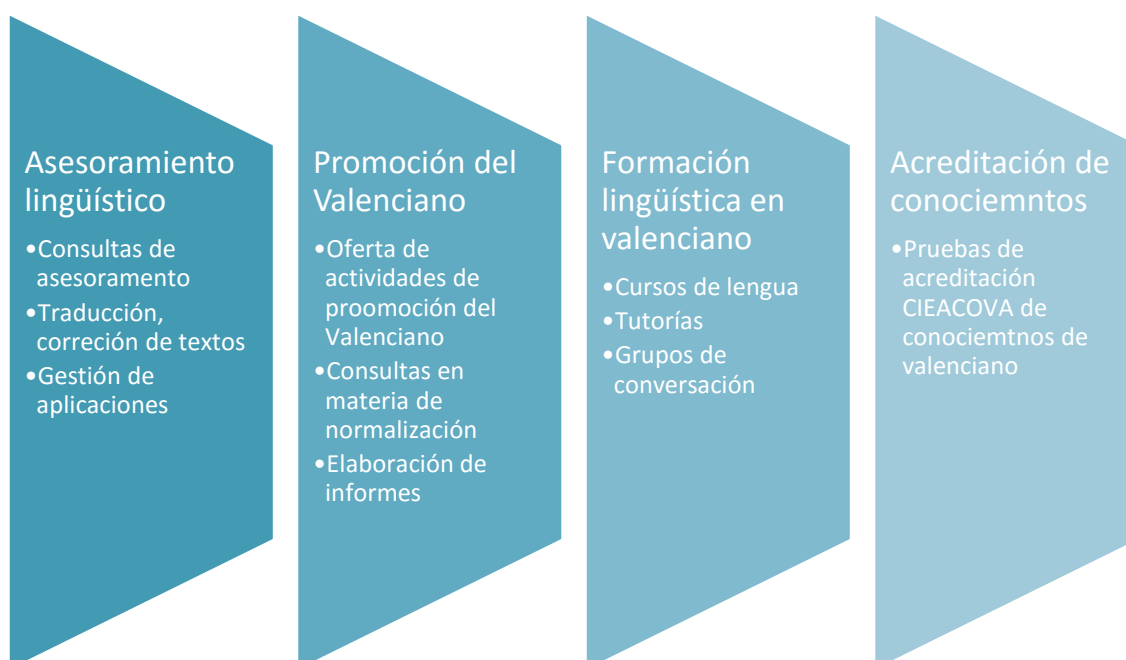 Asesoramiento
lingüístico
•Consultas de
asesoramento
•Traducción,
correción de textos
•Gestión de
aplicaciones
Promoción del
Valenciano
•Oferta de
actividades de
proomoción del
Valenciano
•Consultas en
materia de
normalización
•Elaboración de
informes
Formación
lingüística en
valenciano
•Cursos de lengua
•Tutorías
•Grupos de
conversación
Acreditación de
conociemntos
•Pruebas de
acreditación
CIEACOVA de
conociemtnos de
valenciano